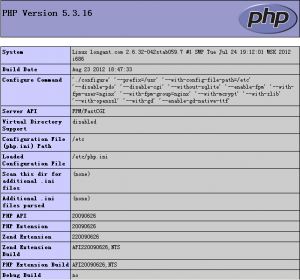 PHP Version 5.3.16
php
System
Linux longant.com 2.6.32-042stab059.7 #1 SMP Tue Jul 24 19:12:01 MSK 2012
i686
Build Date
Aug 23 2012 18:47:33
Configure Command
'./configure' '--prefix=/usr' '--with-config-file-path=/etc'
'--disable-pdo' '--disable-cgi' '--without-sqlite' '--enable-fpm' '--with-
fpm-user=nginx' '--with-fpm-group=nginx' '--with-mcrypt' '--with-zlib'
'--with-openssl' '--with-gd' '--enable-gd-native-ttf'
Server API
FPM/FastCGI
Virtual Directory
Support
disabled
Configuration File
(php.ini) Path
/etc
Loaded
Configuration File
/etc/php.ini
Scan this dir for
additional .ini
files
(none)
Additional .ini
files parsed
(none)
PHP API
20090626
PHP Extension
20090626
Zend Extension
220090626
Zend Extension
Build
API220090626,NTS
PHP Extension Build
API20090626,NTS
Debug Build
no